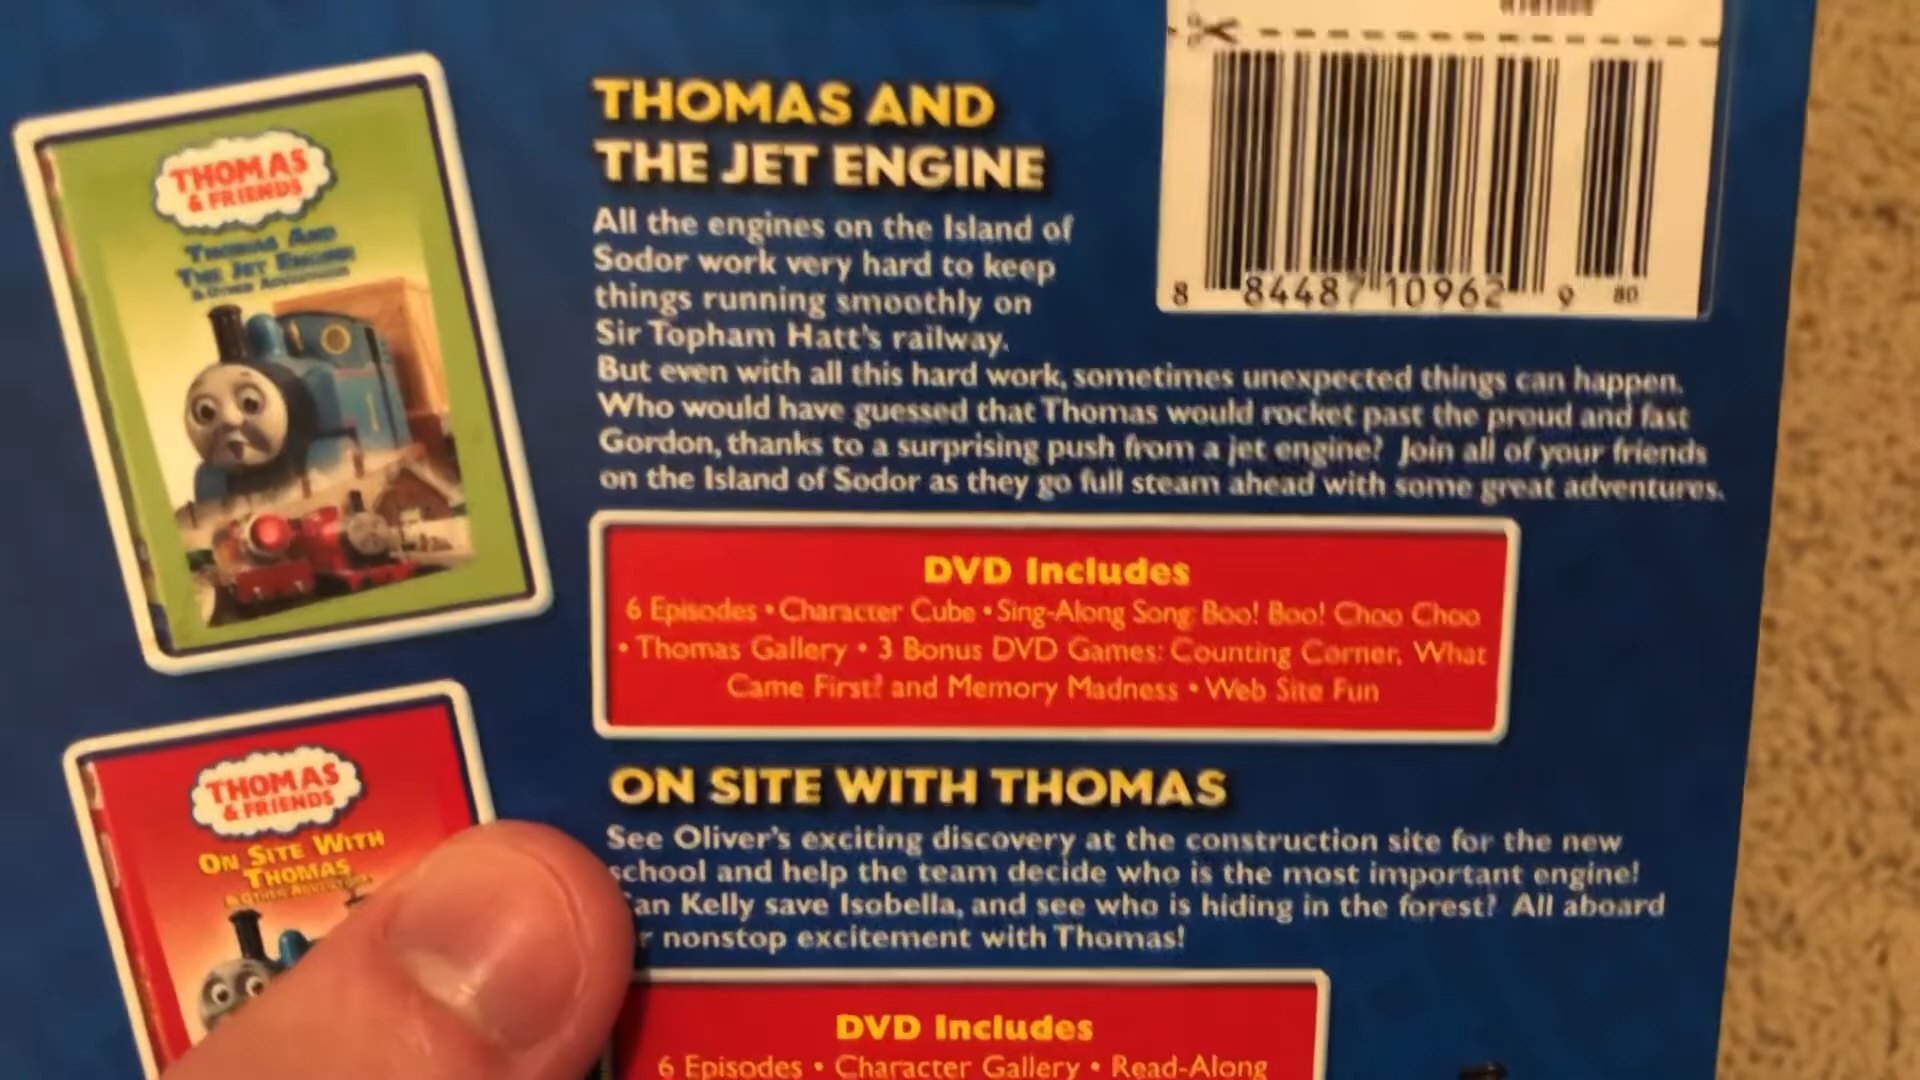 THOMAS AND
THE JET ENGINE
All the engines on the Island of
Sodor work very hard to keep
things running smoothly on
Sir Topham Hatt's railway.
But even with all this hard work, sometimes unexpected things can happen.
Who would have guessed that Thomas would rocket past the proud and fast
Gordon, thanks to a surprising push from a jet engine? Join all of your friends
on the Island of Sodor as they go full steam ahead with some great adventures.
8 84487 10962 9 80
THOMAS
& FRIENDS
THOMAS AND
THE JET ENGINE
& OTHER ADVENTURES
DVD Includes
6 Episodes • Character Cube • Sing-Along Song Boo! Boo! Choo Choo
• Thomas Gallery • 3 Bonus DVD Games: Counting Corner, What
Came First? and Memory Madness • Web Site Fun
THOMAS
& FRIENDS
ON SITE WITH
THOMAS
& OTHER ADVENTURES
ON SITE WITH THOMAS
See Oliver's exciting discovery at the construction site for the new
school and help the team decide who is the most important engine!
an Kelly save Isobella, and see who is hiding in the forest? All aboard
r nonstop excitement with Thomas!
DVD Includes
6 Episodes • Character Gallery • Read-Along